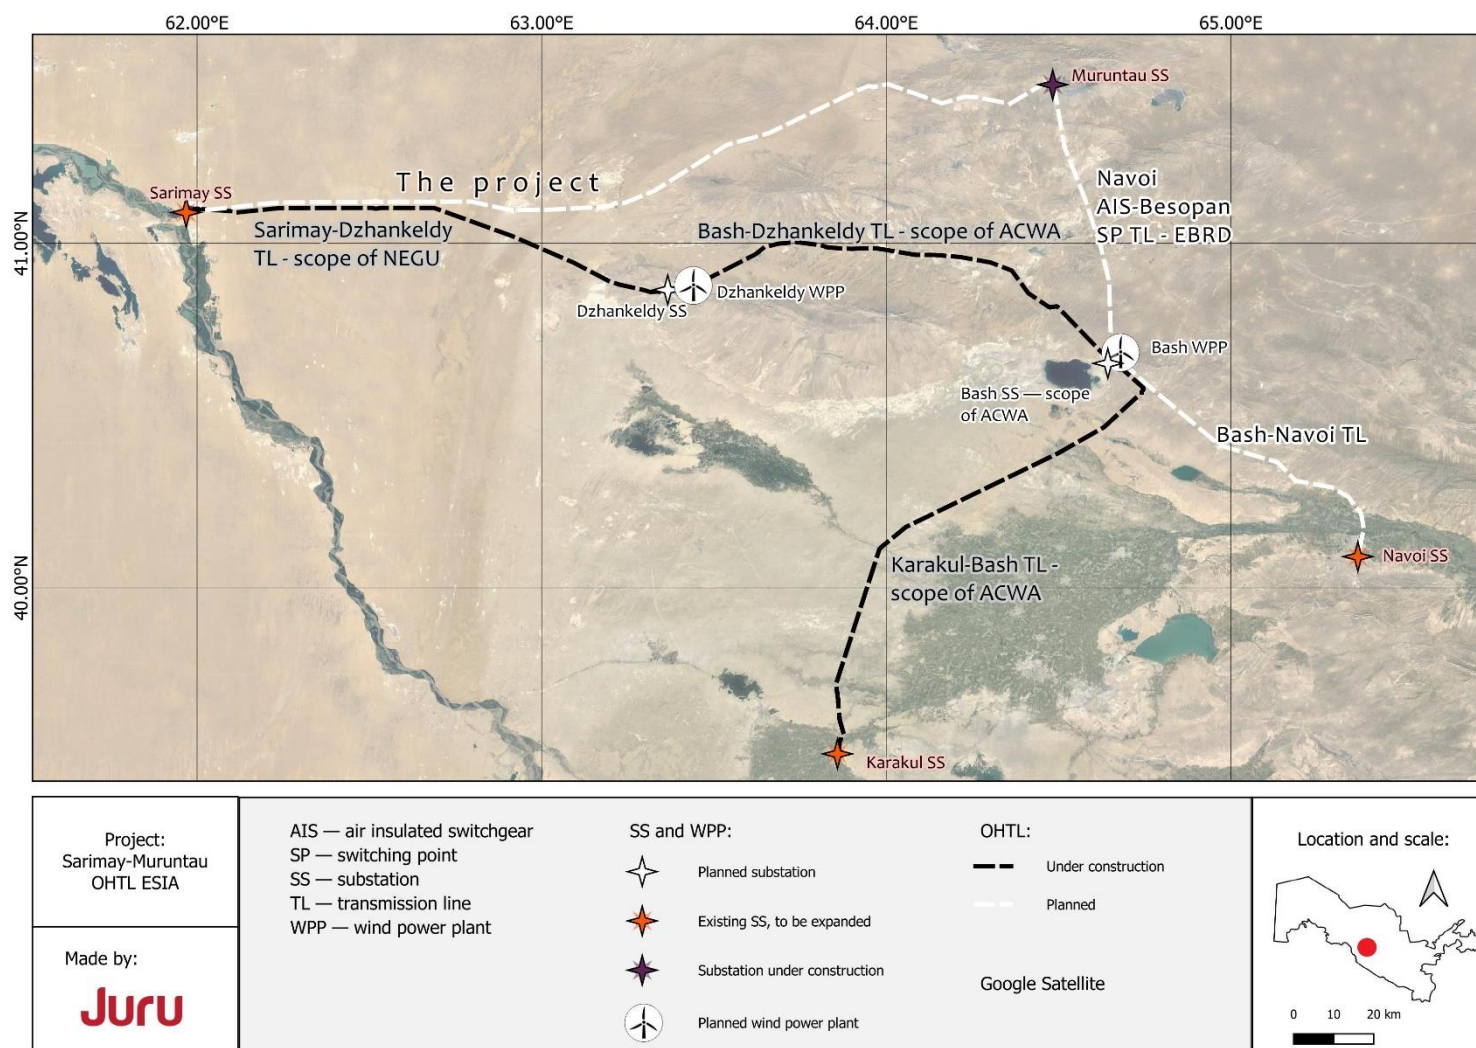 62.00°E
63.00°E
64.00°E
65.00°E
41.00°N
40.00°N
Muruntau SS
Sarimay SS
The project
Navoi
AIS-Besopan
SP TL - EBRD
Sarimay-Dzhankeldy
TL - scope of NEGU
Bash-Dzhankeldy TL - scope of ACWA
Dzhankeldy WPP
Dzhankeldy SS
Bash WPP
Bash SS — scope
of ACWA
Bash-Navoi TL
Navoi SS
Karakul-Bash TL -
scope of ACWA
Karakul SS
Project:
Sarimay-Muruntau
OHTL ESIA
Made by:
Juru
AIS — air insulated switchgear
SP — switching point
SS — substation
TL — transmission line
WPP — wind power plant
SS and WPP:
Planned substation
Existing SS, to be expanded
Substation under construction
Planned wind power plant
OHTL:
Under construction
Planned
Google Satellite
Location and scale:
0 10 20 km